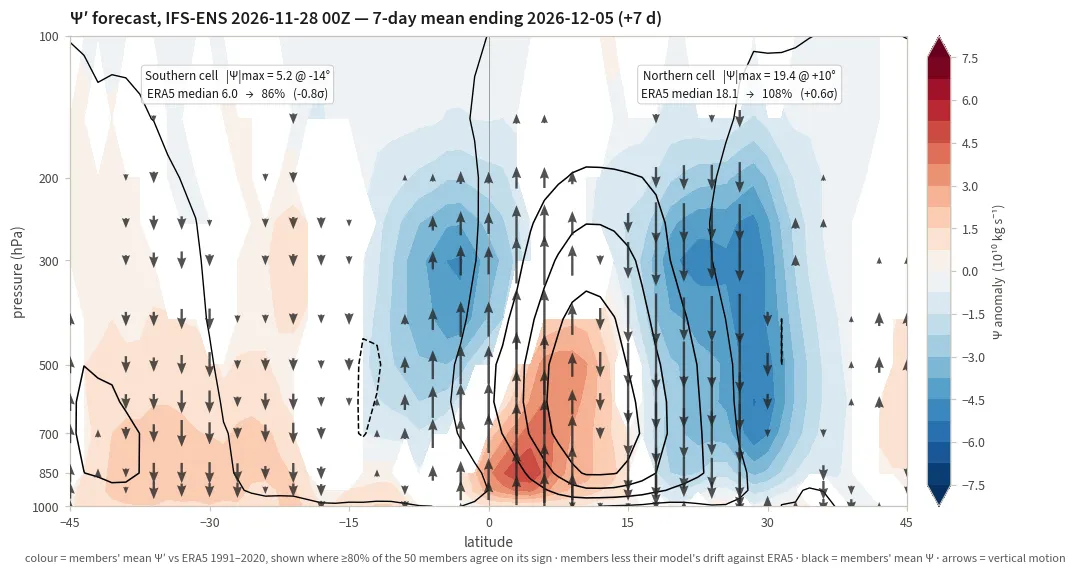 Ψ′ forecast, IFS-ENS 2026-11-28 00Z — 7-day mean ending 2026-12-05 (+7 d)
Southern cell |Ψ|max = 5.2 @ -14°
ERA5 median 6.0 → 86% (-0.8σ)
Northern cell |Ψ|max = 19.4 @ +10°
ERA5 median 18.1 → 108% (+0.6σ)
pressure (hPa)
100
200
300
400
500
700
850
1000
−45
−30
−15
0
15
30
45
latitude
7.5
6.0
4.5
3.0
1.5
0.0
−1.5
−3.0
−4.5
−6.0
−7.5
Ψ anomaly (10¹⁰ kg s⁻¹)
colour = members' mean Ψ′ vs ERA5 1991–2020, shown where ≥80% of the 50 members agree on its sign · members less their model's drift against ERA5 · black = members' mean Ψ · arrows = vertical motion